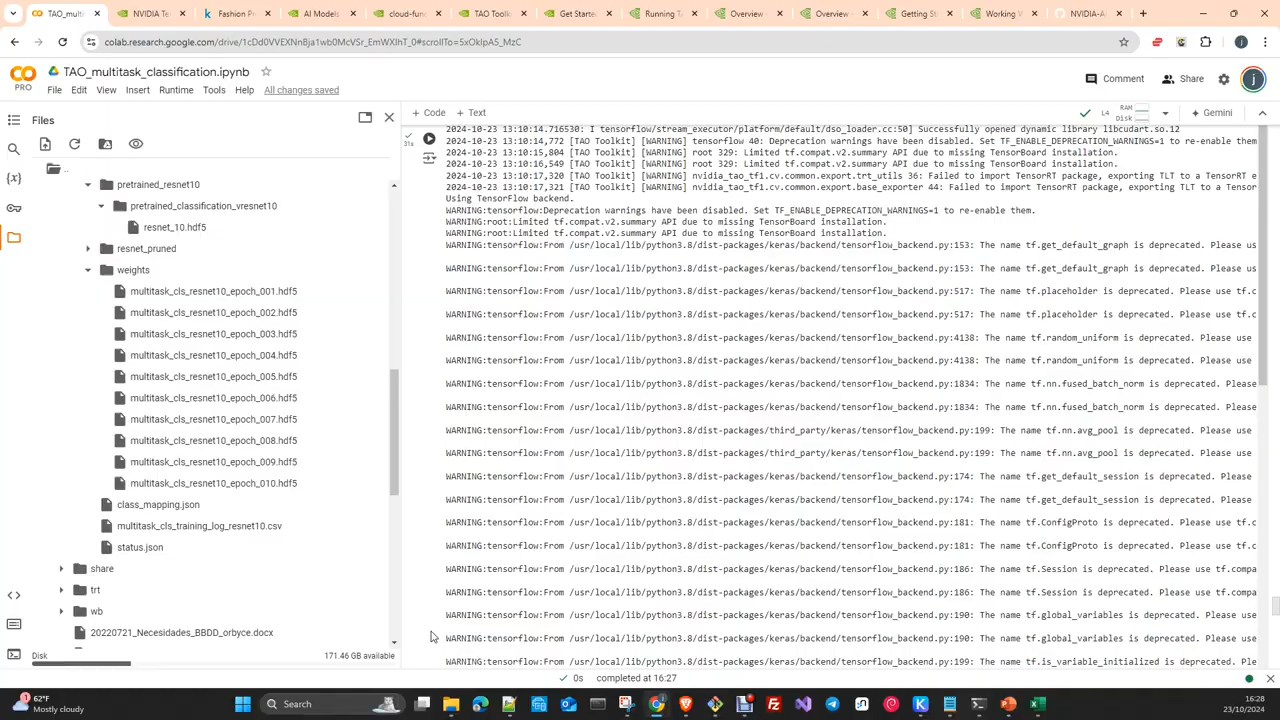 TAO_multitask
NVIDIA Te
Fashion P
AI Models
cloud-fun
TAO Toolk
Get Starte
Running T
Overview
Overview
Getting St
Working V
NVIDIA-A
colab.research.google.com/drive/1cDd0VVEXNnBja1wb0McVSr_EmWXIhT_0#scrollTo=5xOkIpA5_MzC
CO
PRO
TAO_multitask_classification.ipynb
File Edit View Insert Runtime Tools Help All changes saved
Comment
Share
Files
+ Code + Text
L4
RAM
Disk
Gemini
..
pretrained_resnet10
pretrained_classification_vresnet10
resnet_10.hdf5
resnet_pruned
weights
multitask_cls_resnet10_epoch_001.hdf5
multitask_cls_resnet10_epoch_002.hdf5
multitask_cls_resnet10_epoch_003.hdf5
multitask_cls_resnet10_epoch_004.hdf5
multitask_cls_resnet10_epoch_005.hdf5
multitask_cls_resnet10_epoch_006.hdf5
multitask_cls_resnet10_epoch_007.hdf5
multitask_cls_resnet10_epoch_008.hdf5
multitask_cls_resnet10_epoch_009.hdf5
multitask_cls_resnet10_epoch_010.hdf5
class_mapping.json
multitask_cls_training_log_resnet10.csv
status.json
share
trt
wb
20220721_Necesidades_BBDD_orbyce.docx
Disk
171.46 GB available
31s
2024-10-23 13:10:14.716530: I tensorflow/stream_executor/platform/default/dso_loader.cc:50] Successfully opened dynamic library libcudart.so.12
2024-10-23 13:10:14,772 [TAO Toolkit] [WARNING] tensorflow 40: Deprecation warnings have been disabled. Set TF_ENABLE_DEPRECATION_WARNINGS=1 to re-enable them
2024-10-23 13:10:15,804 [TAO Toolkit] [WARNING] root 329: Limited tf.compat.v2.summary API due to missing TensorBoard installation.
2024-10-23 13:10:16,549 [TAO Toolkit] [WARNING] root 329: Limited tf.compat.v2.summary API due to missing TensorBoard installation.
2024-10-23 13:10:17,320 [TAO Toolkit] [WARNING] nvidia_tao_tf1.cv.common.export.trt_utils 36: Failed to import TensorRT package, exporting TLT to a TensorRT e
2024-10-23 13:10:17,321 [TAO Toolkit] [WARNING] nvidia_tao_tf1.cv.common.export.base_exporter 44: Failed to import TensorRT package, exporting TLT to a Tensor
Using TensorFlow backend.
WARNING:tensorflow:Deprecation warnings have been disabled. Set TF_ENABLE_DEPRECATION_WARNINGS=1 to re-enable them.
WARNING:root:Limited tf.compat.v2.summary API due to missing TensorBoard installation.
WARNING:root:Limited tf.compat.v2.summary API due to missing TensorBoard installation.
WARNING:tensorflow:From /usr/local/lib/python3.8/dist-packages/keras/backend/tensorflow_backend.py:153: The name tf.get_default_graph is deprecated. Please us
WARNING:tensorflow:From /usr/local/lib/python3.8/dist-packages/keras/backend/tensorflow_backend.py:153: The name tf.get_default_graph is deprecated. Please us
WARNING:tensorflow:From /usr/local/lib/python3.8/dist-packages/keras/backend/tensorflow_backend.py:517: The name tf.placeholder is deprecated. Please use tf.c
WARNING:tensorflow:From /usr/local/lib/python3.8/dist-packages/keras/backend/tensorflow_backend.py:517: The name tf.placeholder is deprecated. Please use tf.c
WARNING:tensorflow:From /usr/local/lib/python3.8/dist-packages/keras/backend/tensorflow_backend.py:4138: The name tf.random_uniform is deprecated. Please use
WARNING:tensorflow:From /usr/local/lib/python3.8/dist-packages/keras/backend/tensorflow_backend.py:4138: The name tf.random_uniform is deprecated. Please use
WARNING:tensorflow:From /usr/local/lib/python3.8/dist-packages/keras/backend/tensorflow_backend.py:1834: The name tf.nn.fused_batch_norm is deprecated. Please
WARNING:tensorflow:From /usr/local/lib/python3.8/dist-packages/keras/backend/tensorflow_backend.py:1834: The name tf.nn.fused_batch_norm is deprecated. Please
WARNING:tensorflow:From /usr/local/lib/python3.8/dist-packages/third_party/keras/tensorflow_backend.py:199: The name tf.nn.avg_pool is deprecated. Please use
WARNING:tensorflow:From /usr/local/lib/python3.8/dist-packages/third_party/keras/tensorflow_backend.py:199: The name tf.nn.avg_pool is deprecated. Please use
WARNING:tensorflow:From /usr/local/lib/python3.8/dist-packages/keras/backend/tensorflow_backend.py:174: The name tf.get_default_session is deprecated. Please
WARNING:tensorflow:From /usr/local/lib/python3.8/dist-packages/keras/backend/tensorflow_backend.py:174: The name tf.get_default_session is deprecated. Please
WARNING:tensorflow:From /usr/local/lib/python3.8/dist-packages/keras/backend/tensorflow_backend.py:181: The name tf.ConfigProto is deprecated. Please use tf.c
WARNING:tensorflow:From /usr/local/lib/python3.8/dist-packages/keras/backend/tensorflow_backend.py:181: The name tf.ConfigProto is deprecated. Please use tf.c
WARNING:tensorflow:From /usr/local/lib/python3.8/dist-packages/keras/backend/tensorflow_backend.py:186: The name tf.Session is deprecated. Please use tf.compa
WARNING:tensorflow:From /usr/local/lib/python3.8/dist-packages/keras/backend/tensorflow_backend.py:186: The name tf.Session is deprecated. Please use tf.compa
WARNING:tensorflow:From /usr/local/lib/python3.8/dist-packages/keras/backend/tensorflow_backend.py:190: The name tf.global_variables is deprecated. Please use
WARNING:tensorflow:From /usr/local/lib/python3.8/dist-packages/keras/backend/tensorflow_backend.py:190: The name tf.global_variables is deprecated. Please use
WARNING:tensorflow:From /usr/local/lib/python3.8/dist-packages/keras/backend/tensorflow_backend.py:199: The name tf.is_variable_initialized is deprecated. Ple
0s completed at 16:27
62°F
Mostly cloudy
Search
16:28
23/10/2024